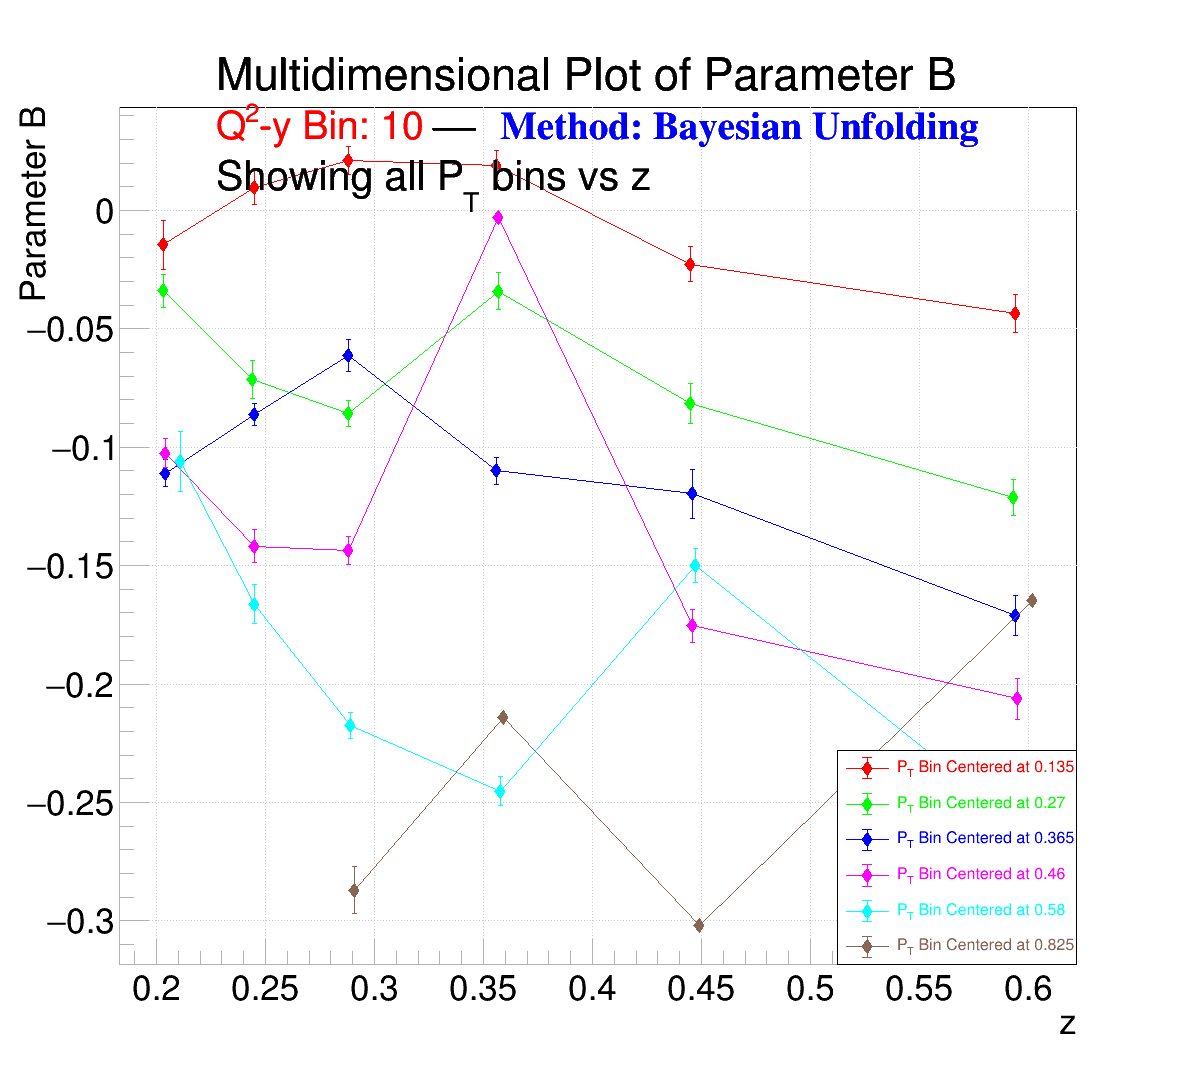 Multidimensional Plot of Parameter B
Q2-y Bin: 10 — Method: Bayesian Unfolding
Showing all PT bins vs z
Parameter B
0
−0.05
−0.1
−0.15
−0.2
−0.25
−0.3
PT Bin Centered at 0.135
PT Bin Centered at 0.27
PT Bin Centered at 0.365
PT Bin Centered at 0.46
PT Bin Centered at 0.58
PT Bin Centered at 0.825
0.2 0.25 0.3 0.35 0.4 0.45 0.5 0.55 0.6
z